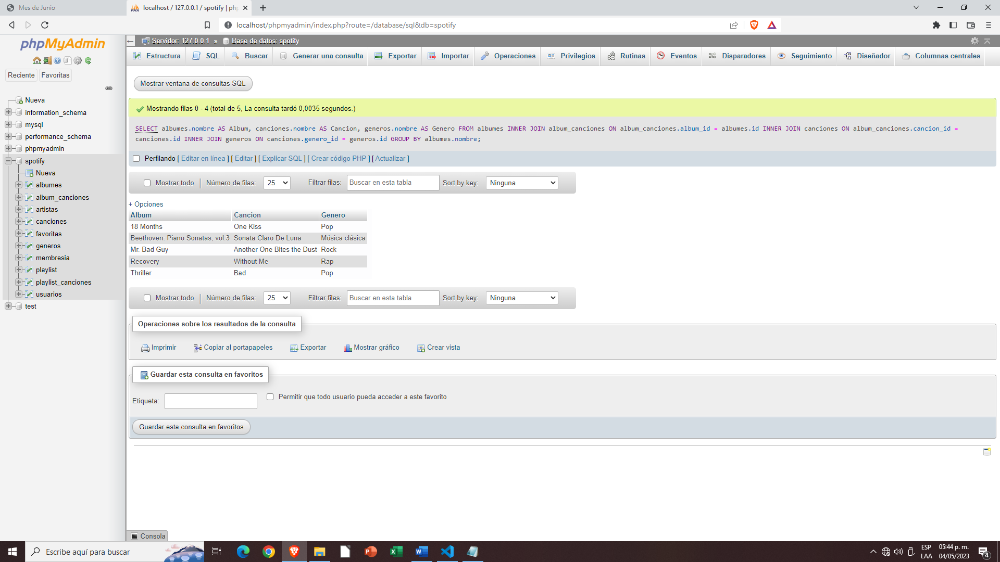 Mes de Junio
localhost / 127.0.0.1 / spotify | php
localhost/phpmyadmin/index.php?route=/database/sql&db=spotify
phpMyAdmin
Reciente Favoritas
Nueva
information_schema
mysql
performance_schema
phpmyadmin
spotify
Nueva
albumes
album_canciones
artistas
canciones
favoritas
generos
membresia
playlist
playlist_canciones
usuarios
test
Servidor: 127.0.0.1 » Base de datos: spotify
Estructura SQL Buscar Generar una consulta Exportar Importar Operaciones Privilegios Rutinas Eventos Disparadores Seguimiento Diseñador Columnas centrales
Mostrar ventana de consultas SQL
Mostrando filas 0 - 4 (total de 5, La consulta tardó 0,0035 segundos.)
SELECT albumes.nombre AS Album, canciones.nombre AS Cancion, generos.nombre AS Genero FROM albumes INNER JOIN album_canciones ON album_canciones.album_id = albumes.id INNER JOIN canciones ON album_canciones.cancion_id =
canciones.id INNER JOIN generos ON canciones.genero_id = generos.id GROUP BY albumes.nombre;
Perfilando [ Editar en línea ] [ Editar ] [ Explicar SQL ] [ Crear código PHP ] [ Actualizar ]
Mostrar todo | Número de filas: 25 Filtrar filas: Buscar en esta tabla Sort by key: Ninguna
+ Opciones
Album Cancion Genero
18 Months One Kiss Pop
Beethoven: Piano Sonatas, vol.3 Sonata Claro De Luna Música clásica
Mr. Bad Guy Another One Bites the Dust Rock
Recovery Without Me Rap
Thriller Bad Pop
Mostrar todo | Número de filas: 25 Filtrar filas: Buscar en esta tabla Sort by key: Ninguna
Operaciones sobre los resultados de la consulta
Imprimir Copiar al portapapeles Exportar Mostrar gráfico Crear vista
Guardar esta consulta en favoritos
Etiqueta: Permitir que todo usuario pueda acceder a este favorito
Guardar esta consulta en favoritos
Consola
Escribe aquí para buscar
ESP 05:44 p. m.
LAA 04/05/2023
4